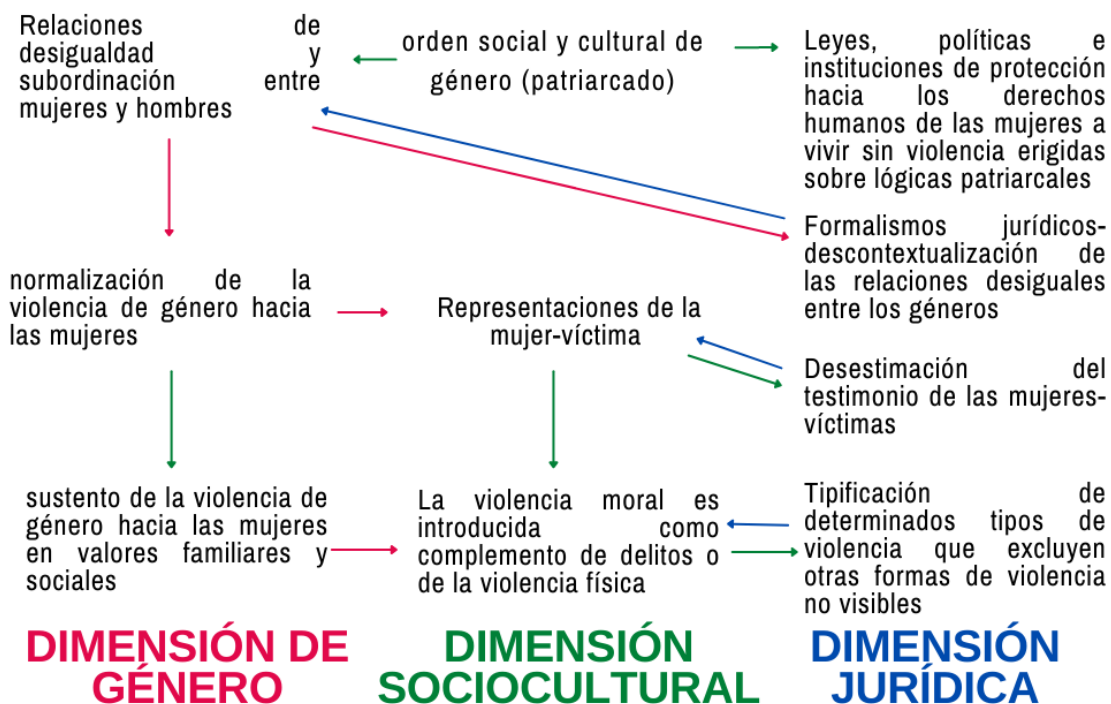 Relaciones de
desigualdad y
subordinación entre
mujeres y hombres
orden social y cultural de
género (patriarcado)
Leyes, políticas e
instituciones de protección
hacia los derechos
humanos de las mujeres a
vivir sin violencia erigidas
sobre lógicas patriarcales
Formalismos jurídicos-
descontextualización de
las relaciones desiguales
entre los géneros
normalización de la
violencia de género hacia
las mujeres
Representaciones de la
mujer-víctima
Desestimación del
testimonio de las mujeres-
víctimas
sustento de la violencia de
género hacia las mujeres
en valores familiares y
sociales
La violencia moral es
introducida como
complemento de delitos o
de la violencia física
Tipificación de
determinados tipos de
violencia que excluyen
otras formas de violencia
no visibles
DIMENSIÓN DE
GÉNERO
DIMENSIÓN
SOCIOCULTURAL
DIMENSIÓN
JURÍDICA